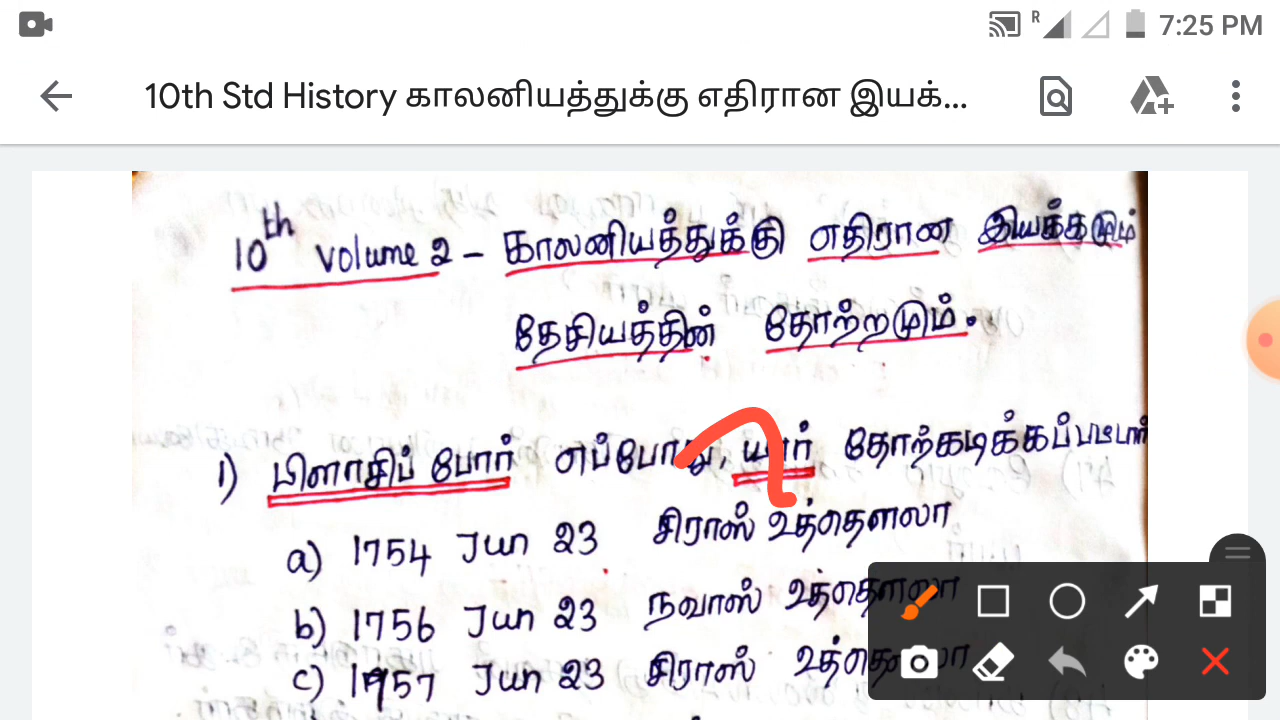 7:25 PM
10th Std History காலனியத்துக்கு எதிரான இயக்...
10th volume 2 – காலனியத்துக்கு எதிரான இயக்கமும்
தேசியத்தின் தோற்றமும்.
1) பிளாசிப் போர் எப்போது, யார் தோற்கடிக்கப்பட்டார்
a) 1754 Jun 23 சிராஸ் உத்தௌலா
b) 1756 Jun 23 நவாஸ் உத்தௌலா
c) 1757 Jun 23 சிராஸ் உத்தௌலா